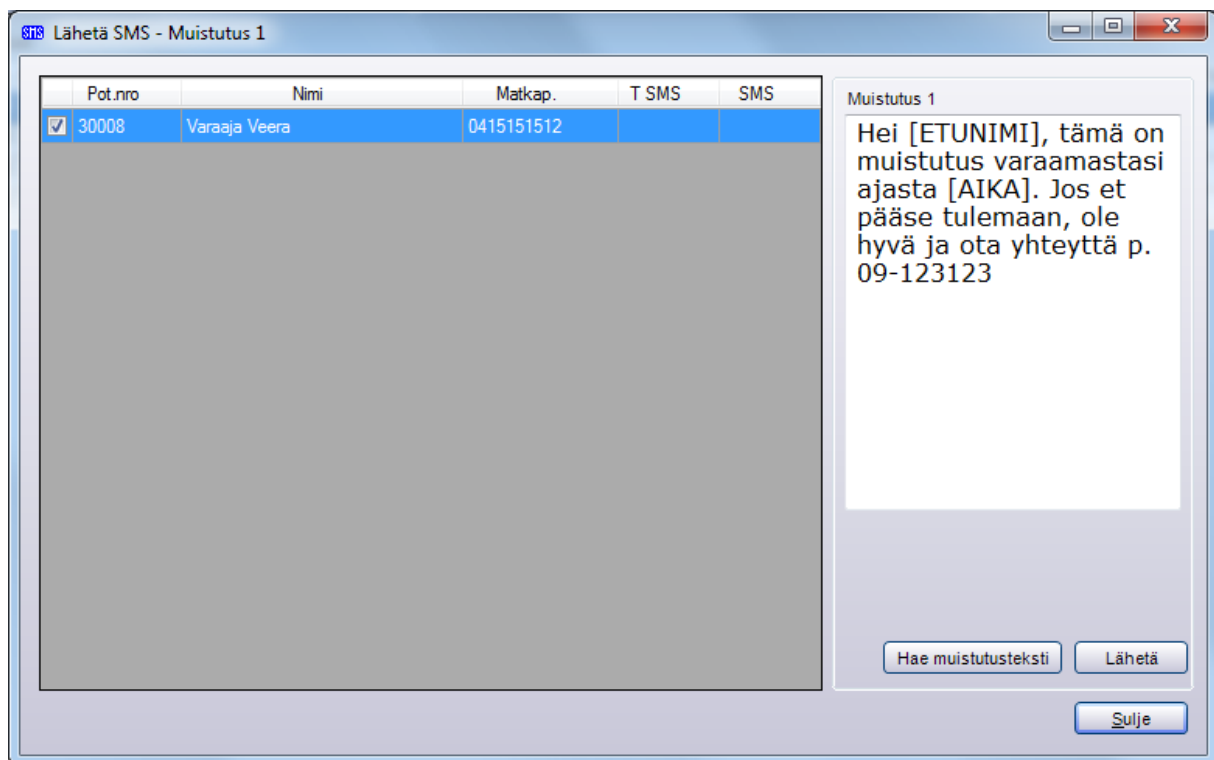 SMS Lähetä SMS - Muistutus 1
Pot.nro Nimi Matkap. T SMS SMS
30008 Varaaja Veera 0415151512
Muistutus 1
Hei [ETUNIMI], tämä on
muistutus varaamastasi
ajasta [AIKA]. Jos et
pääse tulemaan, ole
hyvä ja ota yhteyttä p.
09-123123
Hae muistutusteksti Lähetä
Sulje